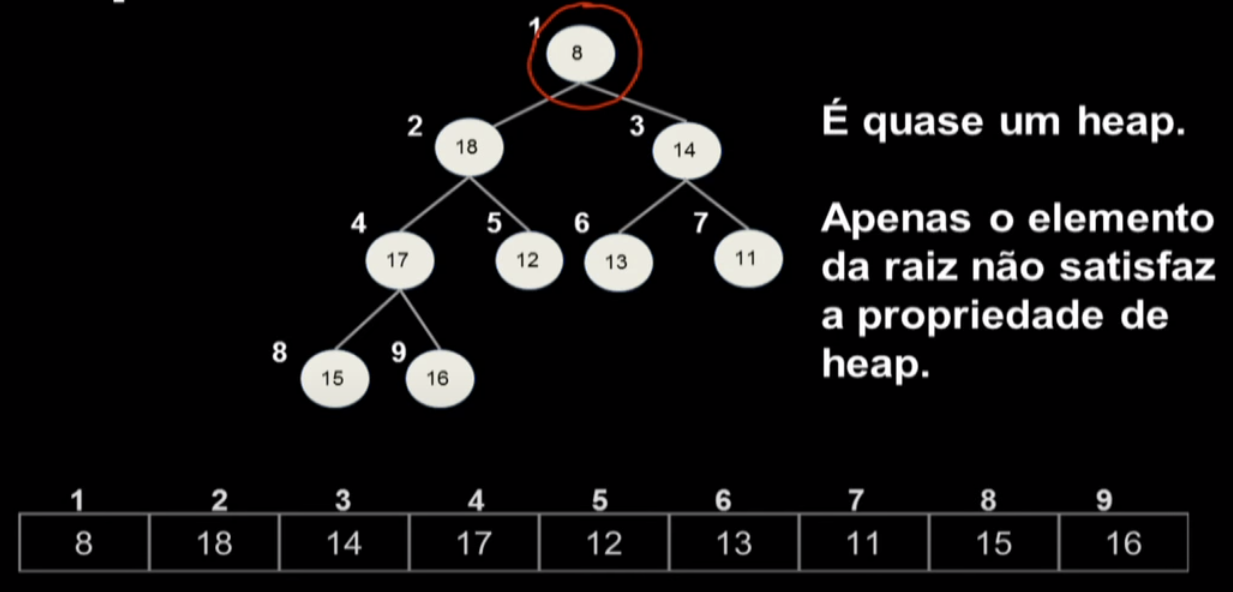 1
8
2
18
3
14
É quase um heap.
4
17
5
12
6
13
7
11
Apenas o elemento
da raiz não satisfaz
a propriedade de
heap.
8
15
9
16
1 2 3 4 5 6 7 8 9
8 18 14 17 12 13 11 15 16